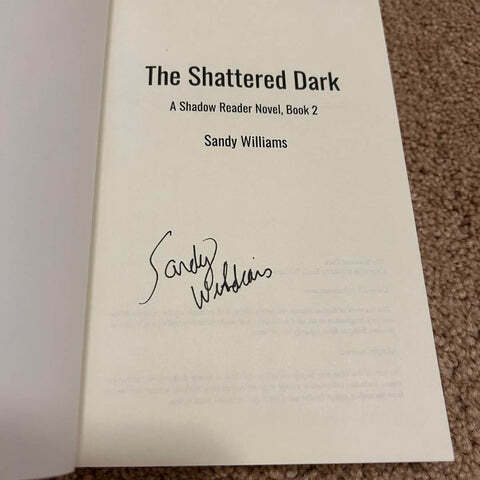 The Shattered Dark
A Shadow Reader Novel, Book 2
Sandy Williams
Sandy
Williams